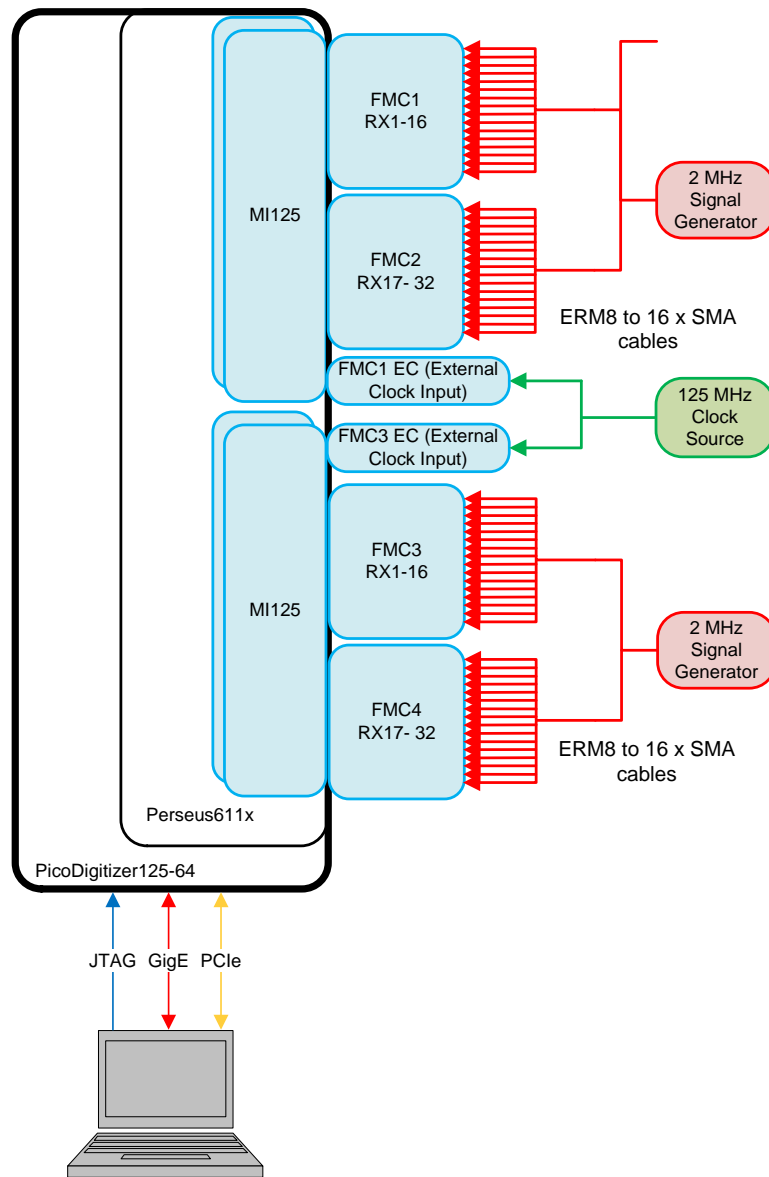 FMC1
RX1-16
2 MHz
Signal
Generator
MI125
FMC2
RX17- 32
ERM8 to 16 x SMA
cables
FMC1 EC (External
Clock Input)
125 MHz
Clock
Source
FMC3 EC (External
Clock Input)
FMC3
RX1-16
MI125
2 MHz
Signal
Generator
FMC4
RX17- 32
ERM8 to 16 x SMA
cables
Perseus611x
PicoDigitizer125-64
JTAG GigE PCIe